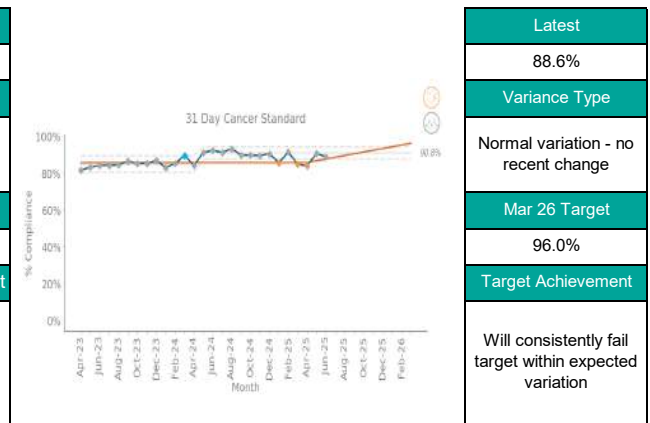 t
31 Day Cancer Standard
100%
80%
60%
40%
20%
0%
% Compliance
90.8%
Apr-23
Jun-23
Aug-23
Oct-23
Dec-23
Feb-24
Apr-24
Jun-24
Aug-24
Oct-24
Dec-24
Feb-25
Apr-25
Jun-25
Aug-25
Oct-25
Dec-25
Feb-26
Month
Latest
88.6%
Variance Type
Normal variation - no
recent change
Mar 26 Target
96.0%
Target Achievement
Will consistently fail
target within expected
variation